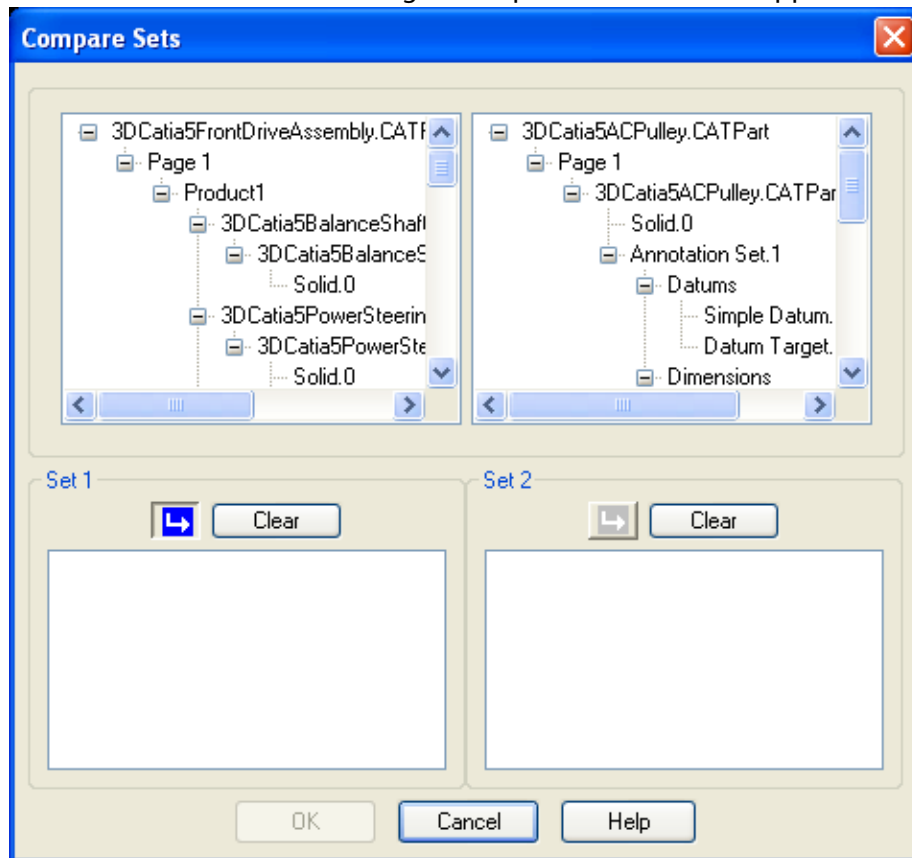 Compare Sets
3DCatia5FrontDriveAssembly.CATF
Page 1
Product1
3DCatia5BalanceShaft
3DCatia5BalanceS
Solid.0
3DCatia5PowerSteerin
3DCatia5PowerSte
Solid.0
3DCatia5ACPulley.CATPart
Page 1
3DCatia5ACPulley.CATPar
Solid.0
Annotation Set.1
Datums
Simple Datum.
Datum Target.
Dimensions
Set 1
Clear
Set 2
Clear
OK
Cancel
Help